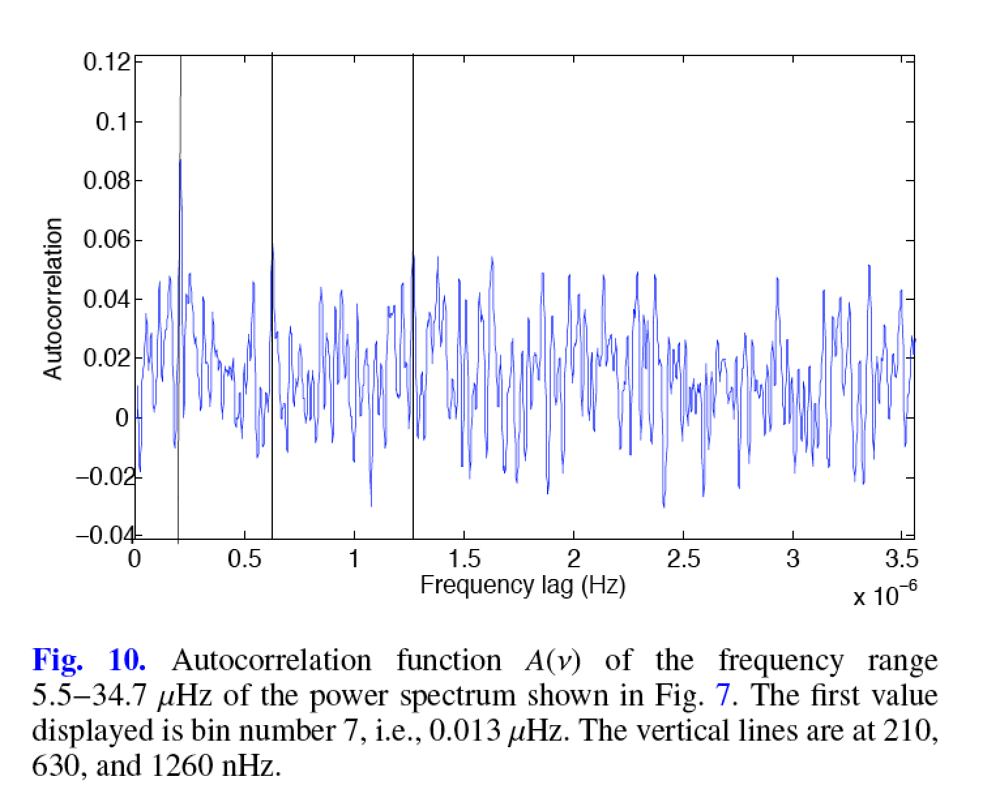 0.12
0.1
0.08
0.06
0.04
0.02
0
−0.02
−0.04
Autocorrelation
0 0.5 1 1.5 2 2.5 3 3.5
Frequency lag (Hz)
x 10⁻⁶
Fig. 10. Autocorrelation function A(ν) of the frequency range
5.5–34.7 μHz of the power spectrum shown in Fig. 7. The first value
displayed is bin number 7, i.e., 0.013 μHz. The vertical lines are at 210,
630, and 1260 nHz.